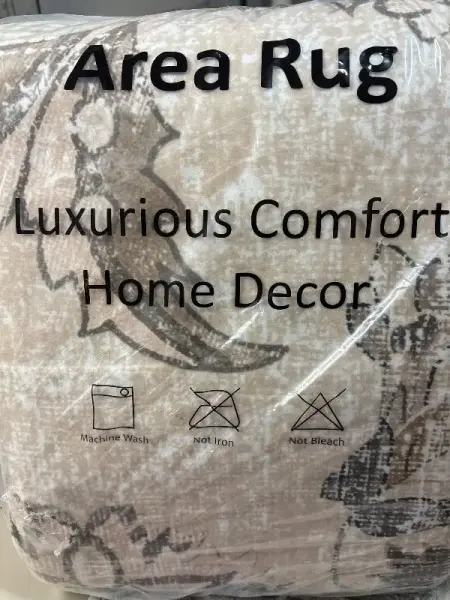 Area Rug
Luxurious Comfort
Home Decor
Machine Wash
Not Iron
Not Bleach